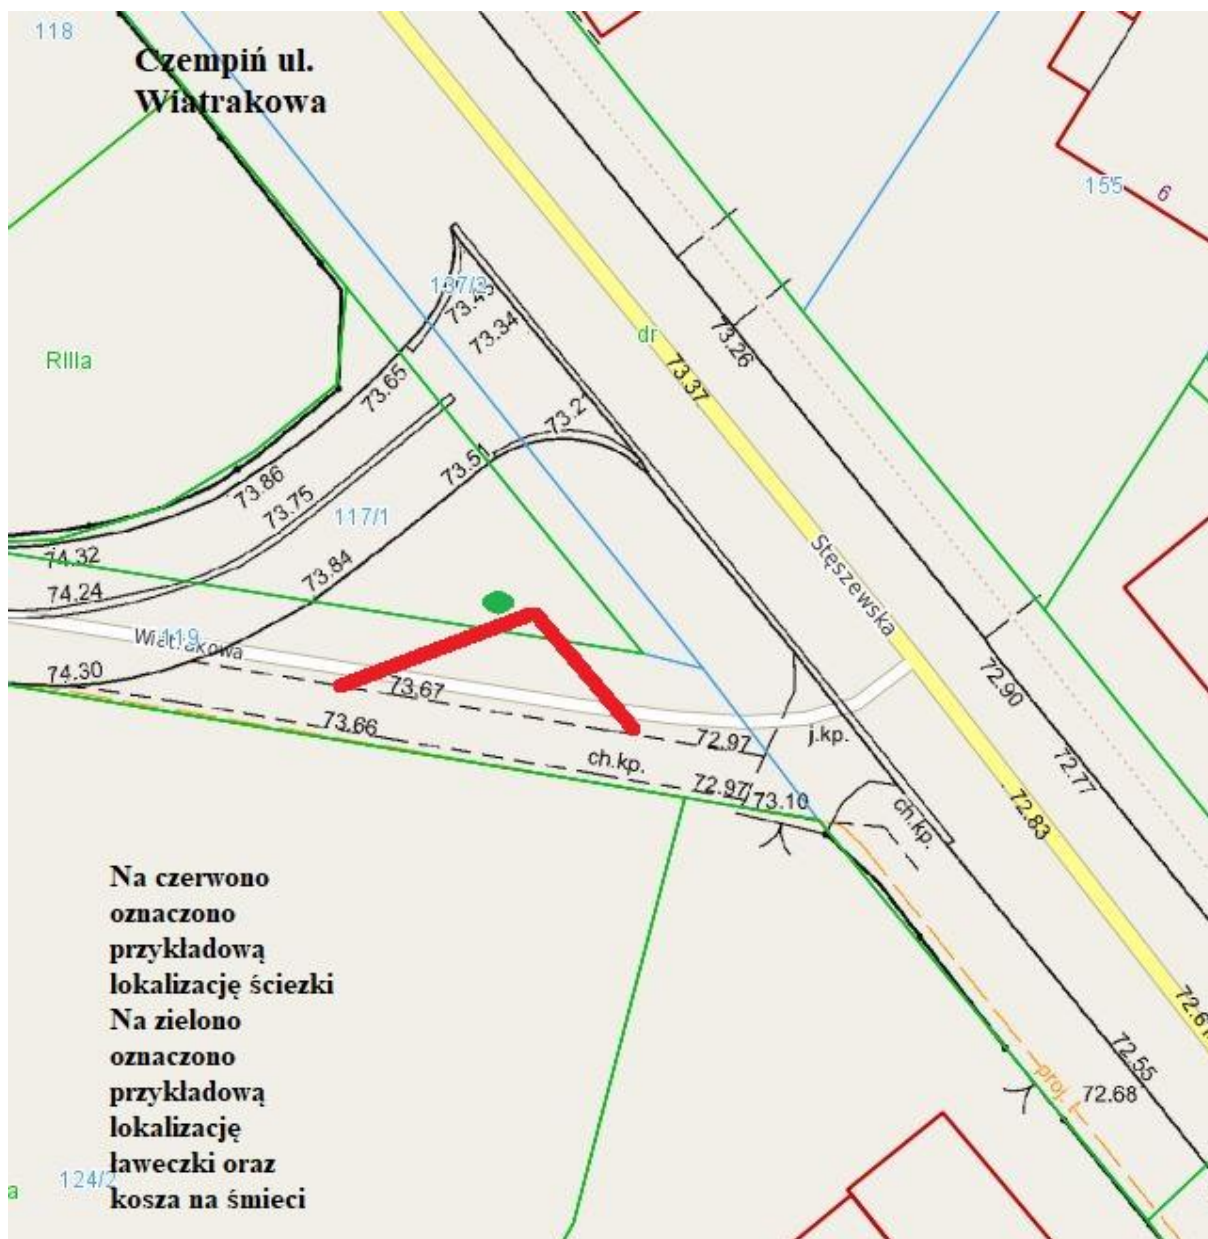 118
Czempiń ul.
Wiatrakowa
155
6
137/2
73.34
73.26
dr
RIIIa
73.37
73.65
73.2
73.51
73.86
73.75
117/1
74.32
73.84
74.24
Stęszewska
Wiatrakowa
119
74.30
73.67
73.66
72.90
72.97
j.kp.
ch.kp.
72.97
73.10
72.77
ch.kp.
72.83
Na czerwono
oznaczono
przykładową
lokalizację ściezki
Na zielono
oznaczono
przykładową
lokalizację
ławeczki oraz
kosza na śmieci
124/2
a
72.61
72.55
proj. t
72.68